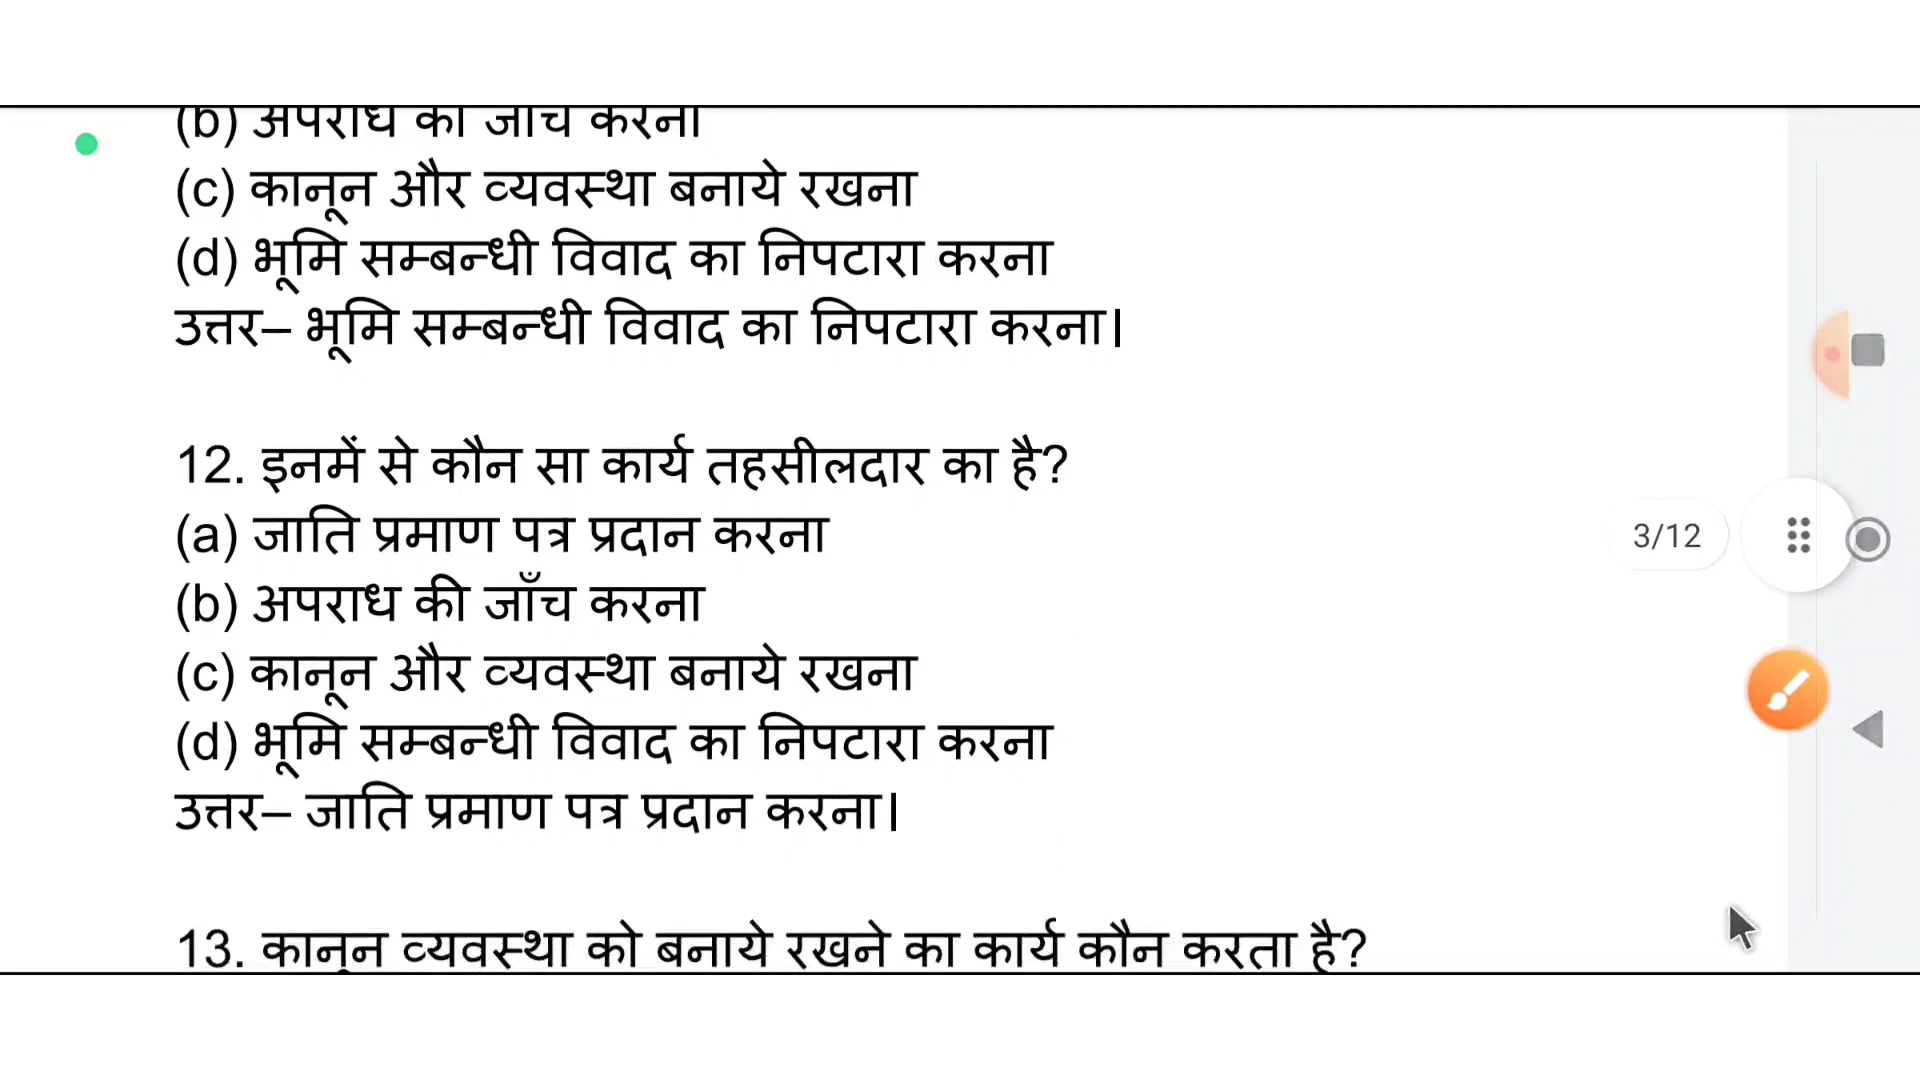 (b) अपराध की जाँच करना
(c) कानून और व्यवस्था बनाये रखना
(d) भूमि सम्बन्धी विवाद का निपटारा करना
उत्तर– भूमि सम्बन्धी विवाद का निपटारा करना।
12. इनमें से कौन सा कार्य तहसीलदार का है?
(a) जाति प्रमाण पत्र प्रदान करना
(b) अपराध की जाँच करना
(c) कानून और व्यवस्था बनाये रखना
(d) भूमि सम्बन्धी विवाद का निपटारा करना
उत्तर– जाति प्रमाण पत्र प्रदान करना।
13. कानून व्यवस्था को बनाये रखने का कार्य कौन करता है?
3/12